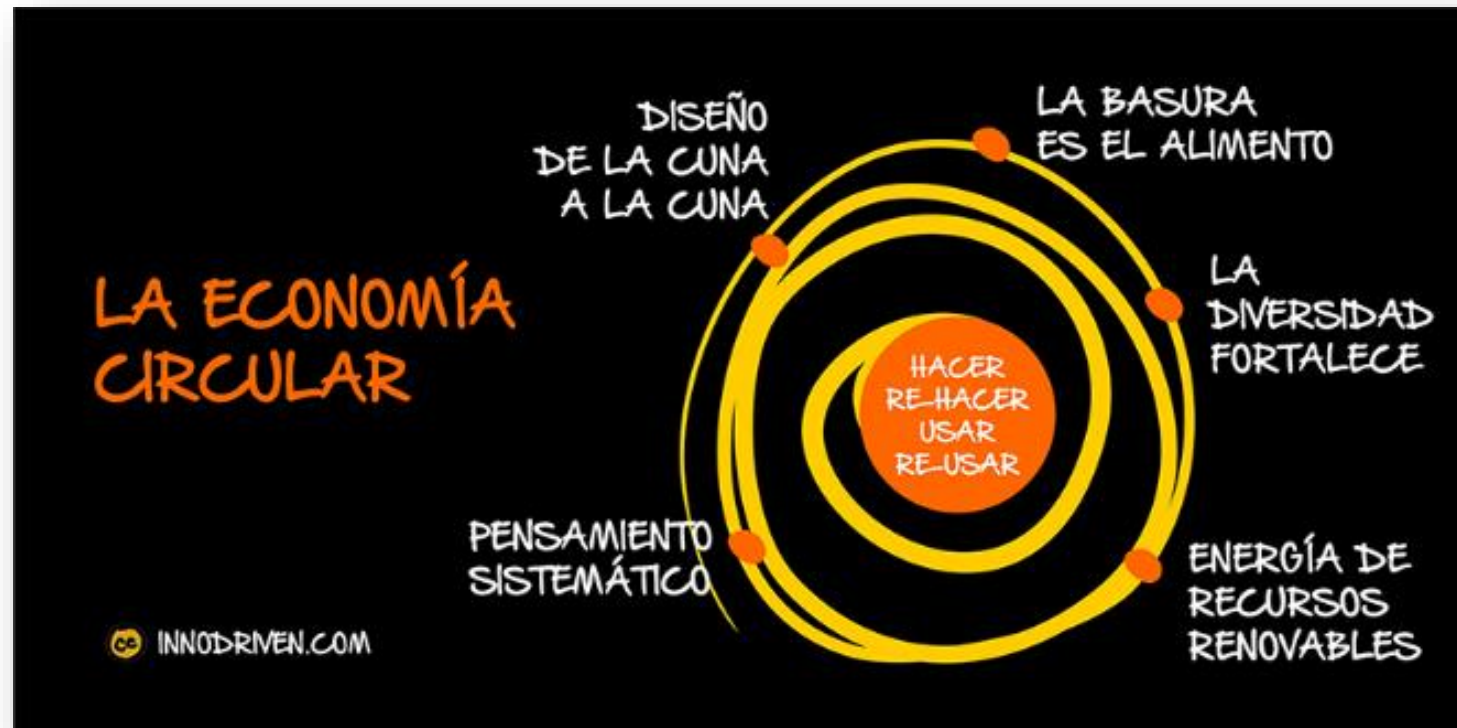 LA ECONOMÍA
CIRCULAR
DISEÑO
DE LA CUNA
A LA CUNA
LA BASURA
ES EL ALIMENTO
LA
DIVERSIDAD
FORTALECE
HACER
RE-HACER
USAR
RE-USAR
PENSAMIENTO
SISTEMÁTICO
ENERGÍA DE
RECURSOS
RENOVABLES
cc INNODRIVEN.COM